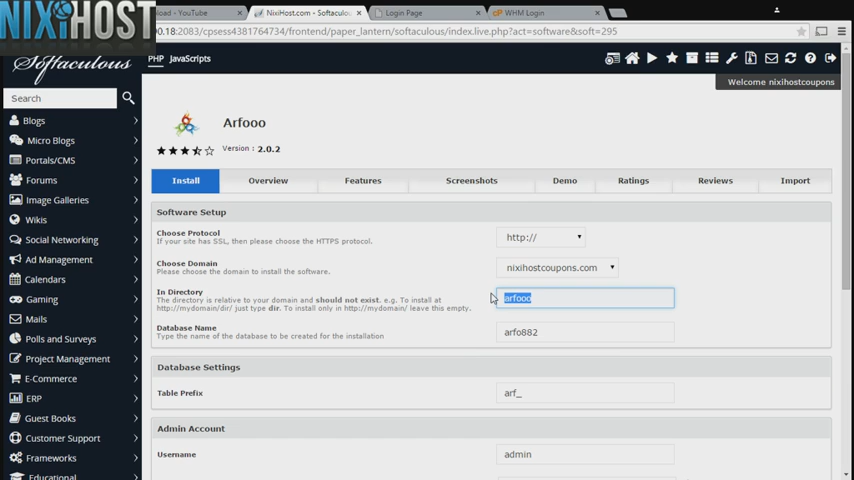 NIXIHOST
oad - YouTube
NixiHost.com - Softaculous
Login Page
WHM Login
00.18:2083/cpsess4381764734/frontend/paper_lantern/softaculous/index.live.php?act=software&soft=295
Softaculous
PHP JavaScripts
Welcome nixihostcoupons
Search
Blogs
Micro Blogs
Portals/CMS
Forums
Image Galleries
Wikis
Social Networking
Ad Management
Calendars
Gaming
Mails
Polls and Surveys
Project Management
E-Commerce
ERP
Guest Books
Customer Support
Frameworks
Educational
Arfooo
Version : 2.0.2
Install Overview Features Screenshots Demo Ratings Reviews Import
Software Setup
Choose Protocol
If your site has SSL, then please choose the HTTPS protocol.
http://
Choose Domain
Please choose the domain to install the software.
nixihostcoupons.com
In Directory
The directory is relative to your domain and should not exist. e.g. To install at
http://mydomain/dir/ just type dir. To install only in http://mydomain/ leave this empty.
arfooo
Database Name
Type the name of the database to be created for the installation
arfo882
Database Settings
Table Prefix
arf_
Admin Account
Username
admin